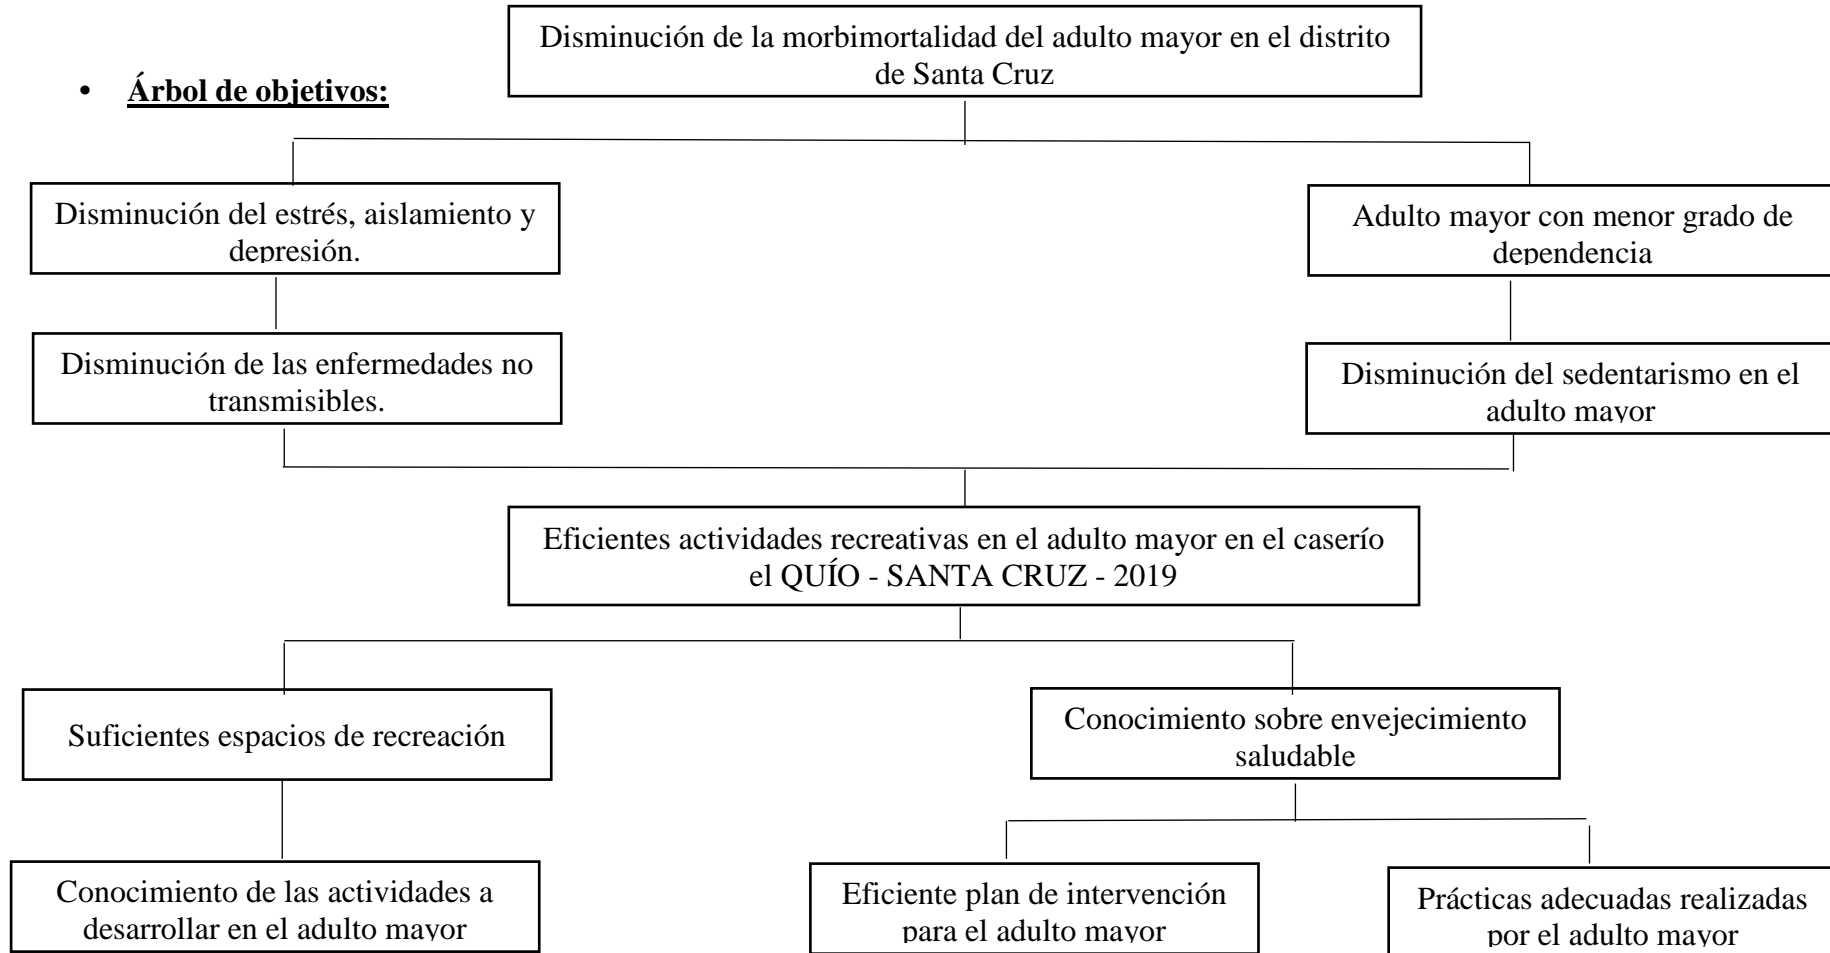 Disminución de la morbimortalidad del adulto mayor en el distrito
de Santa Cruz
• Árbol de objetivos:
Disminución del estrés, aislamiento y
depresión.
Adulto mayor con menor grado de
dependencia
Disminución de las enfermedades no
transmisibles.
Disminución del sedentarismo en el
adulto mayor
Eficientes actividades recreativas en el adulto mayor en el caserío
el QUÍO - SANTA CRUZ - 2019
Suficientes espacios de recreación
Conocimiento sobre envejecimiento
saludable
Conocimiento de las actividades a
desarrollar en el adulto mayor
Eficiente plan de intervención
para el adulto mayor
Prácticas adecuadas realizadas
por el adulto mayor